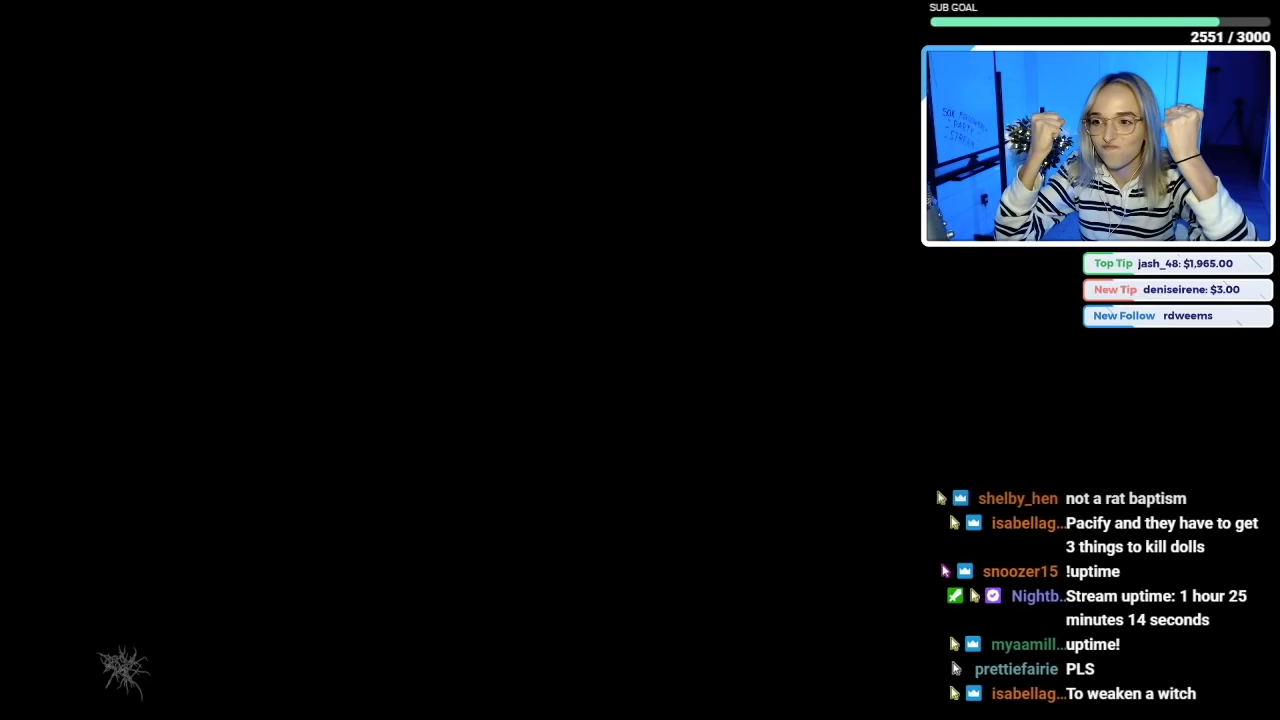 SUB GOAL
2551 / 3000
Top Tip jash_48: $1,965.00
New Tip deniseirene: $3.00
New Follow rdweems
shelby_hen not a rat baptism
isabellag... Pacify and they have to get
3 things to kill dolls
snoozer15 !uptime
Nightb... Stream uptime: 1 hour 25
minutes 14 seconds
myaamill... uptime!
prettiefairie PLS
isabellag... To weaken a witch